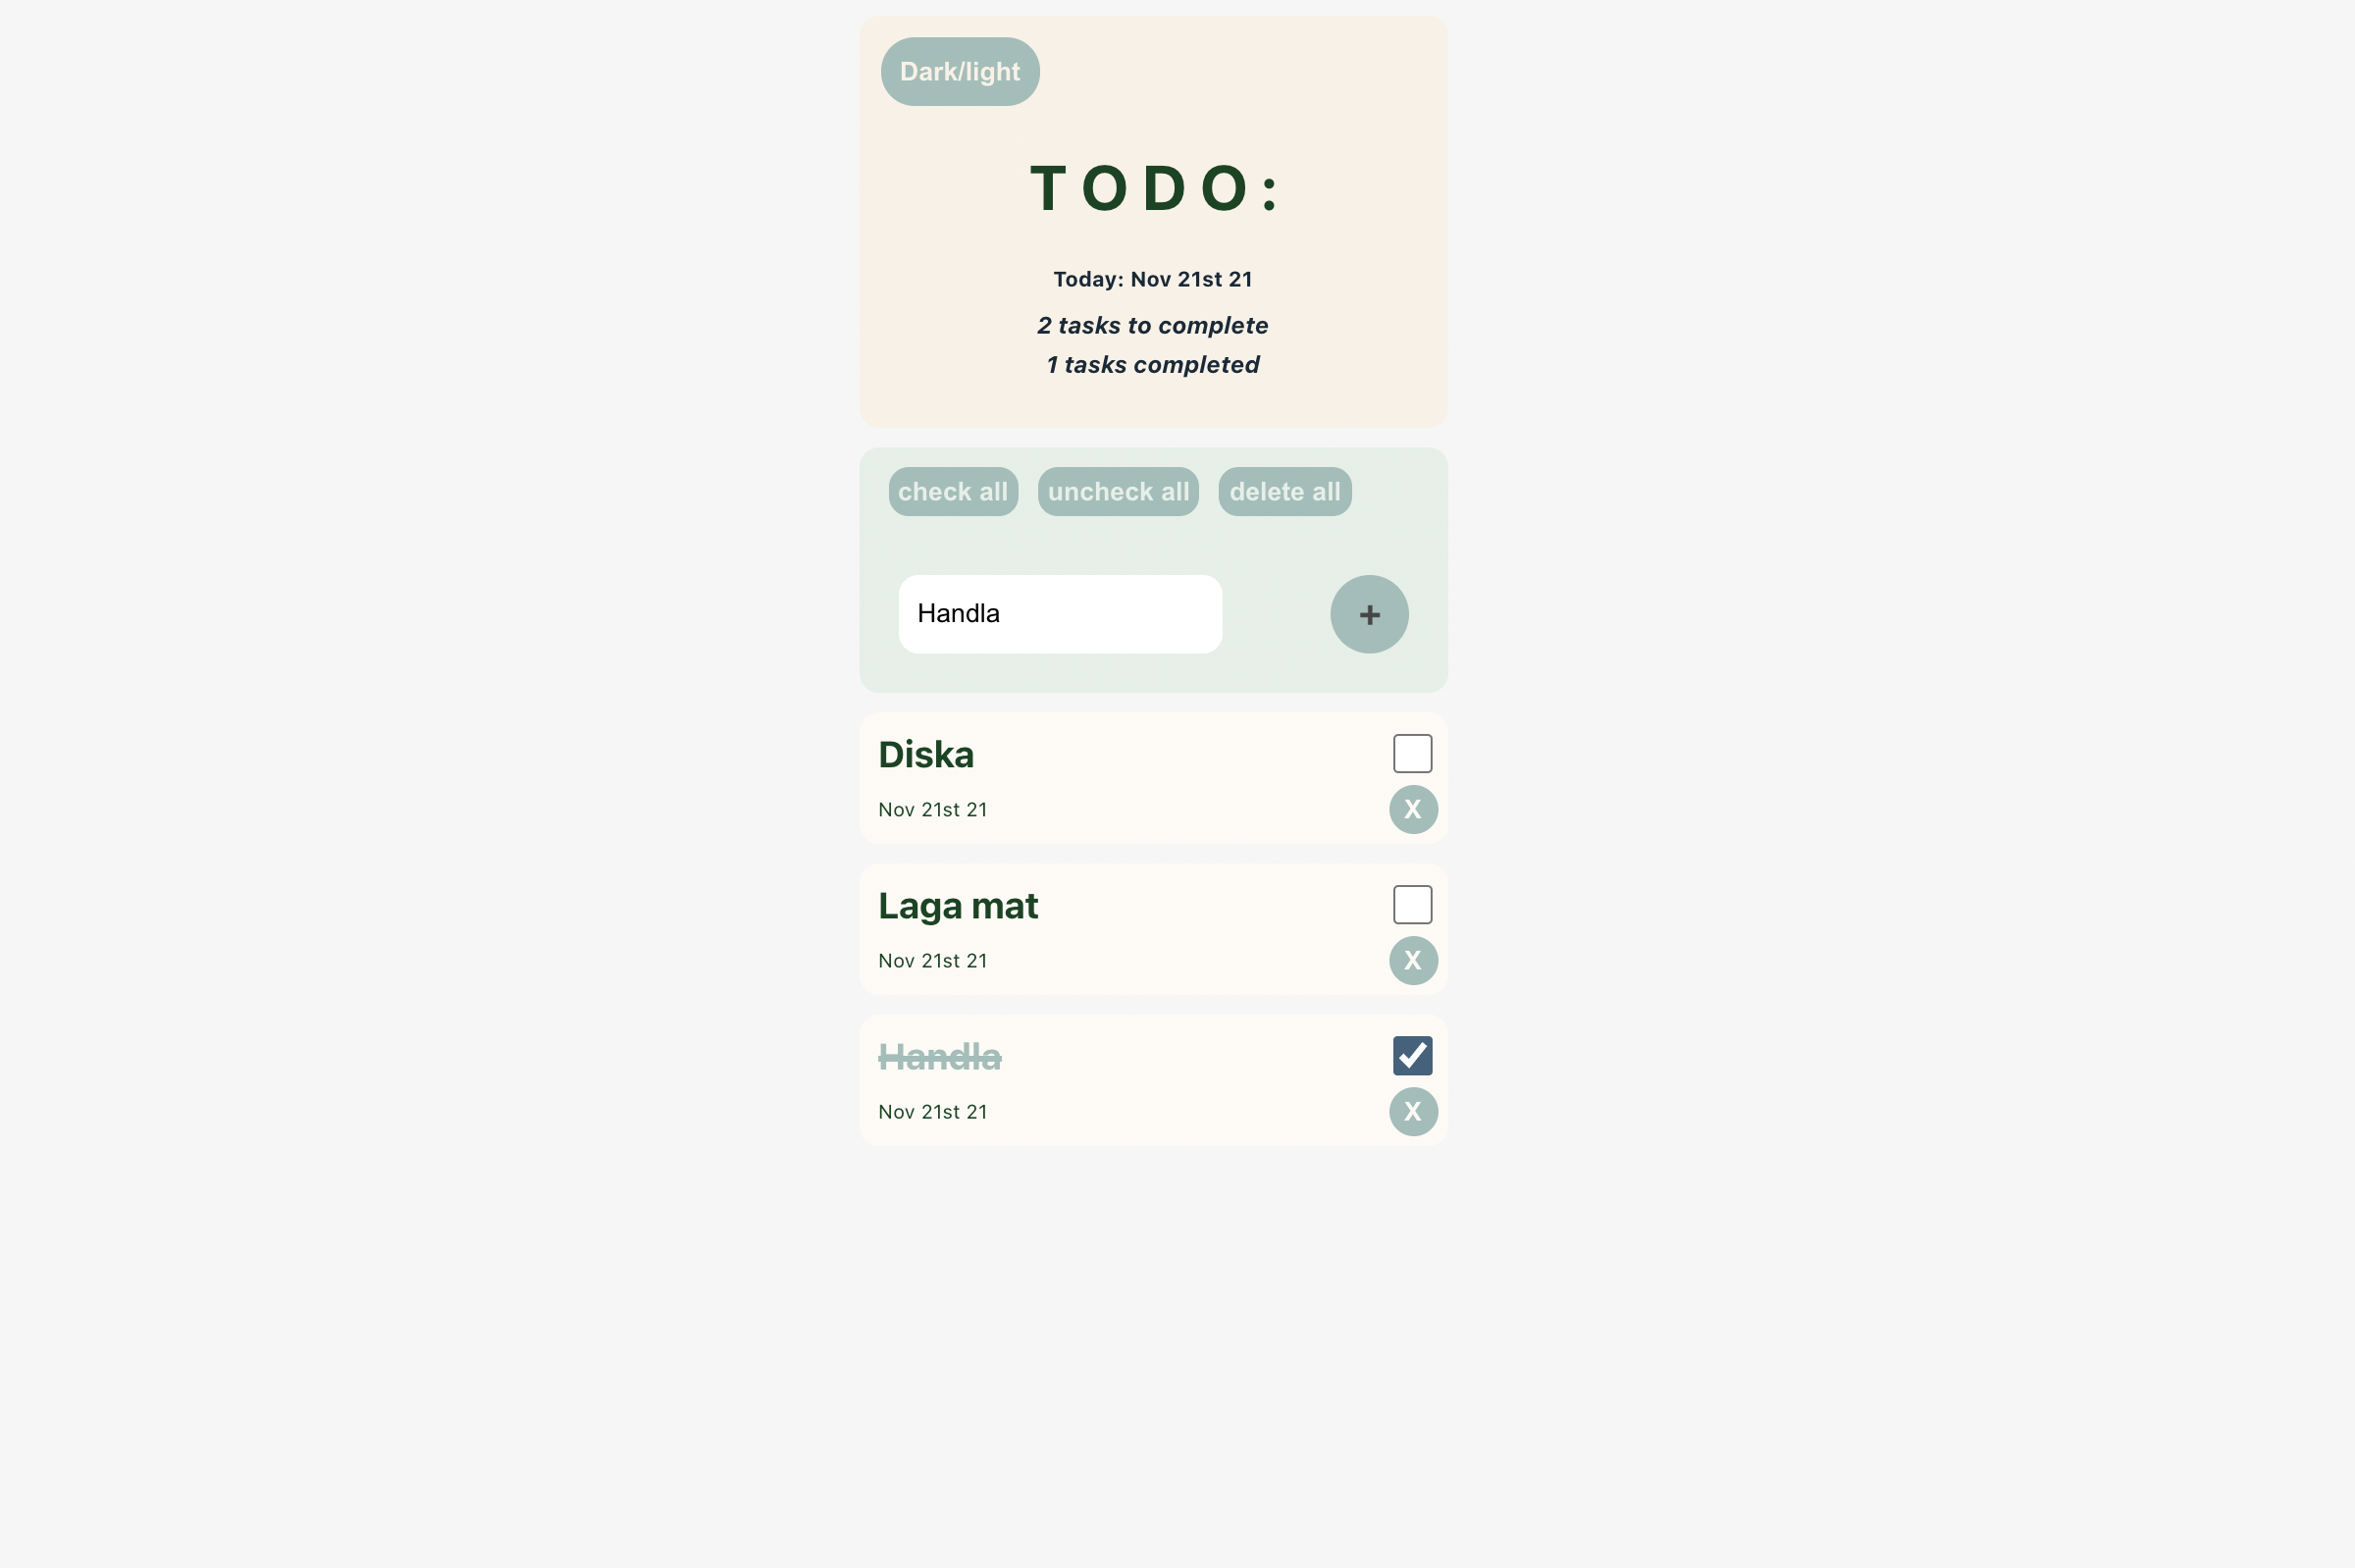 Dark/light
TODO:
Today: Nov 21st 21
2 tasks to complete
1 tasks completed
check all uncheck all delete all
Handla +
Diska
Nov 21st 21 X
Laga mat
Nov 21st 21 X
Handla
Nov 21st 21 X